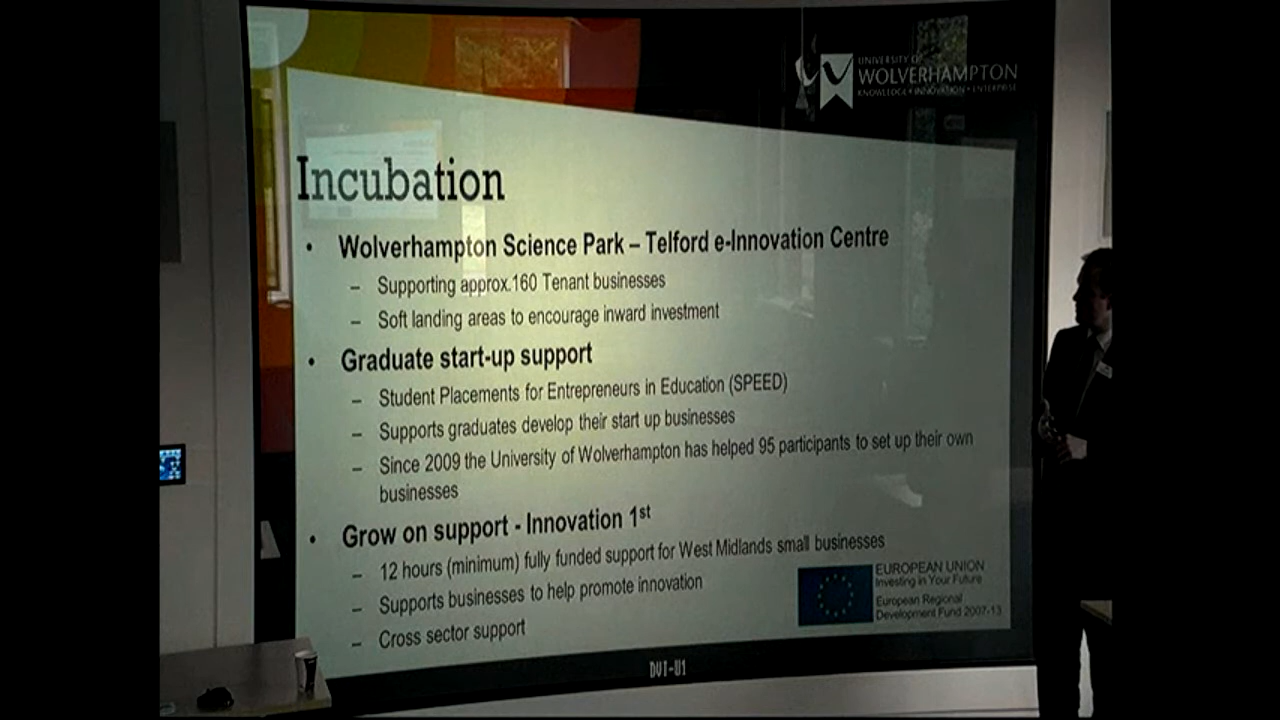 UNIVERSITY OF
WOLVERHAMPTON
KNOWLEDGE • INNOVATION • ENTERPRISE
Incubation
• Wolverhampton Science Park – Telford e-Innovation Centre
– Supporting approx.160 Tenant businesses
– Soft landing areas to encourage inward investment
• Graduate start-up support
– Student Placements for Entrepreneurs in Education (SPEED)
– Supports graduates develop their start up businesses
– Since 2009 the University of Wolverhampton has helped 95 participants to set up their own
businesses
• Grow on support - Innovation 1st
– 12 hours (minimum) fully funded support for West Midlands small businesses
– Supports businesses to help promote innovation
– Cross sector support
EUROPEAN UNION
Investing in Your Future
European Regional
Development Fund 2007-13
DVI-U1